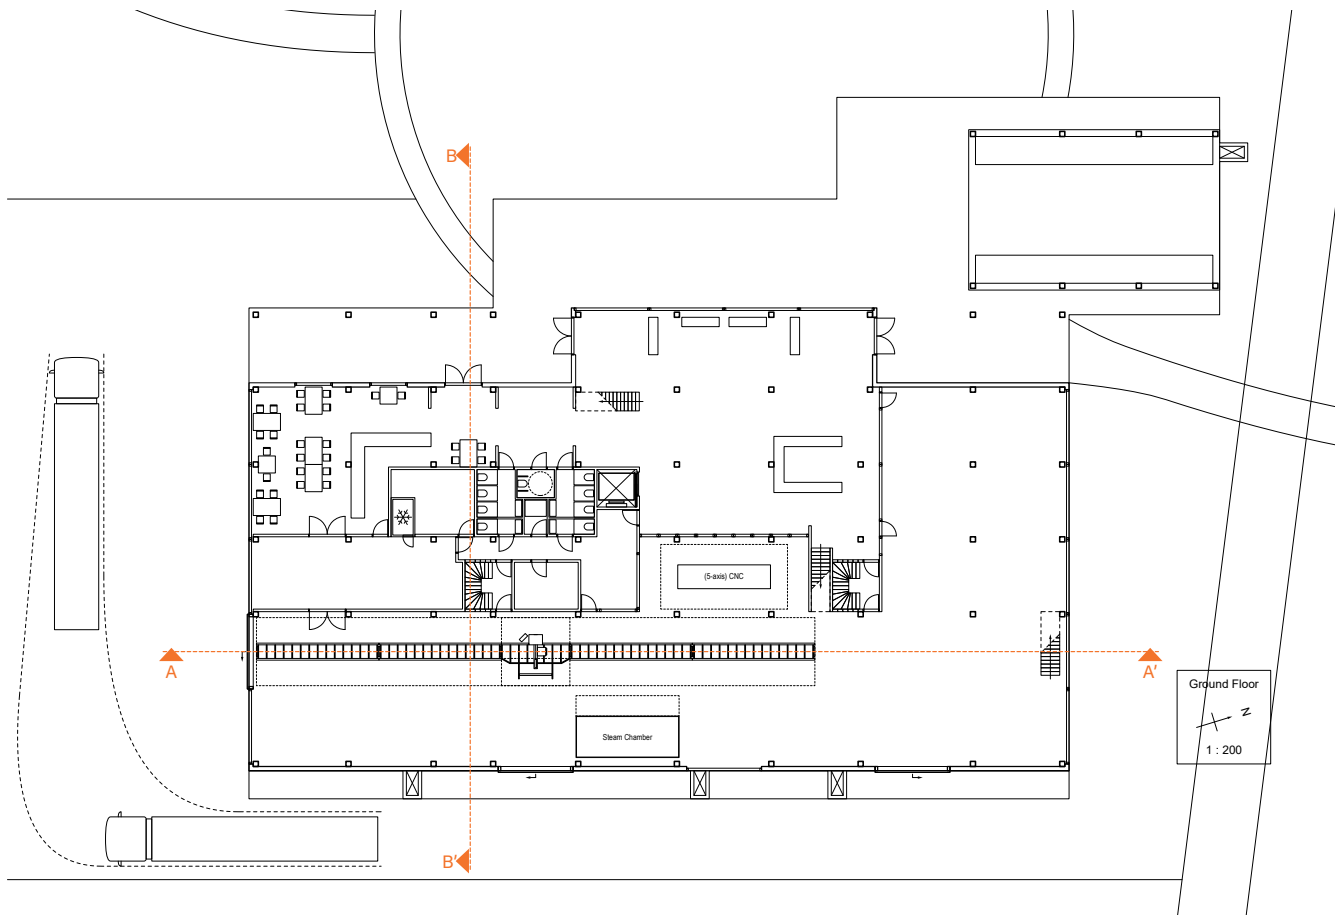 B
(5-axis) CNC
A
A'
Ground Floor
N
Steam Chamber
1 : 200
B'